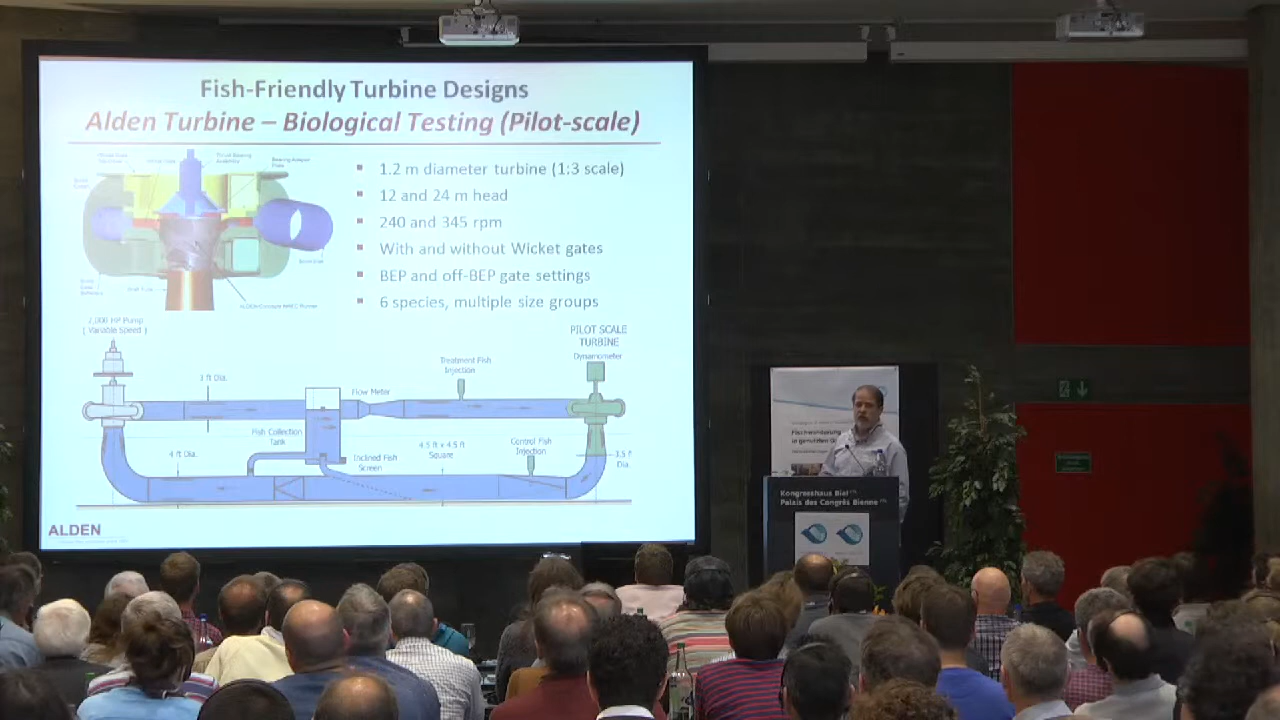 Fish-Friendly Turbine Designs
Alden Turbine – Biological Testing (Pilot-scale)
1.2 m diameter turbine (1:3 scale)
12 and 24 m head
240 and 345 rpm
With and without Wicket gates
BEP and off-BEP gate settings
6 species, multiple size groups
2,000 HP Pump
( Variable Speed )
PILOT SCALE
TURBINE
Dynamometer
3 ft Dia.
Flow Meter
Treatment Fish
Injection
Fish Collection
Tank
4 ft Dia.
Inclined Fish
Screen
4.5 ft x 4.5 ft
Square
Control Fish
Injection
3.5 ft
Dia.
ALDEN
Kongresshaus Biel
Palais des Congrès Bienne